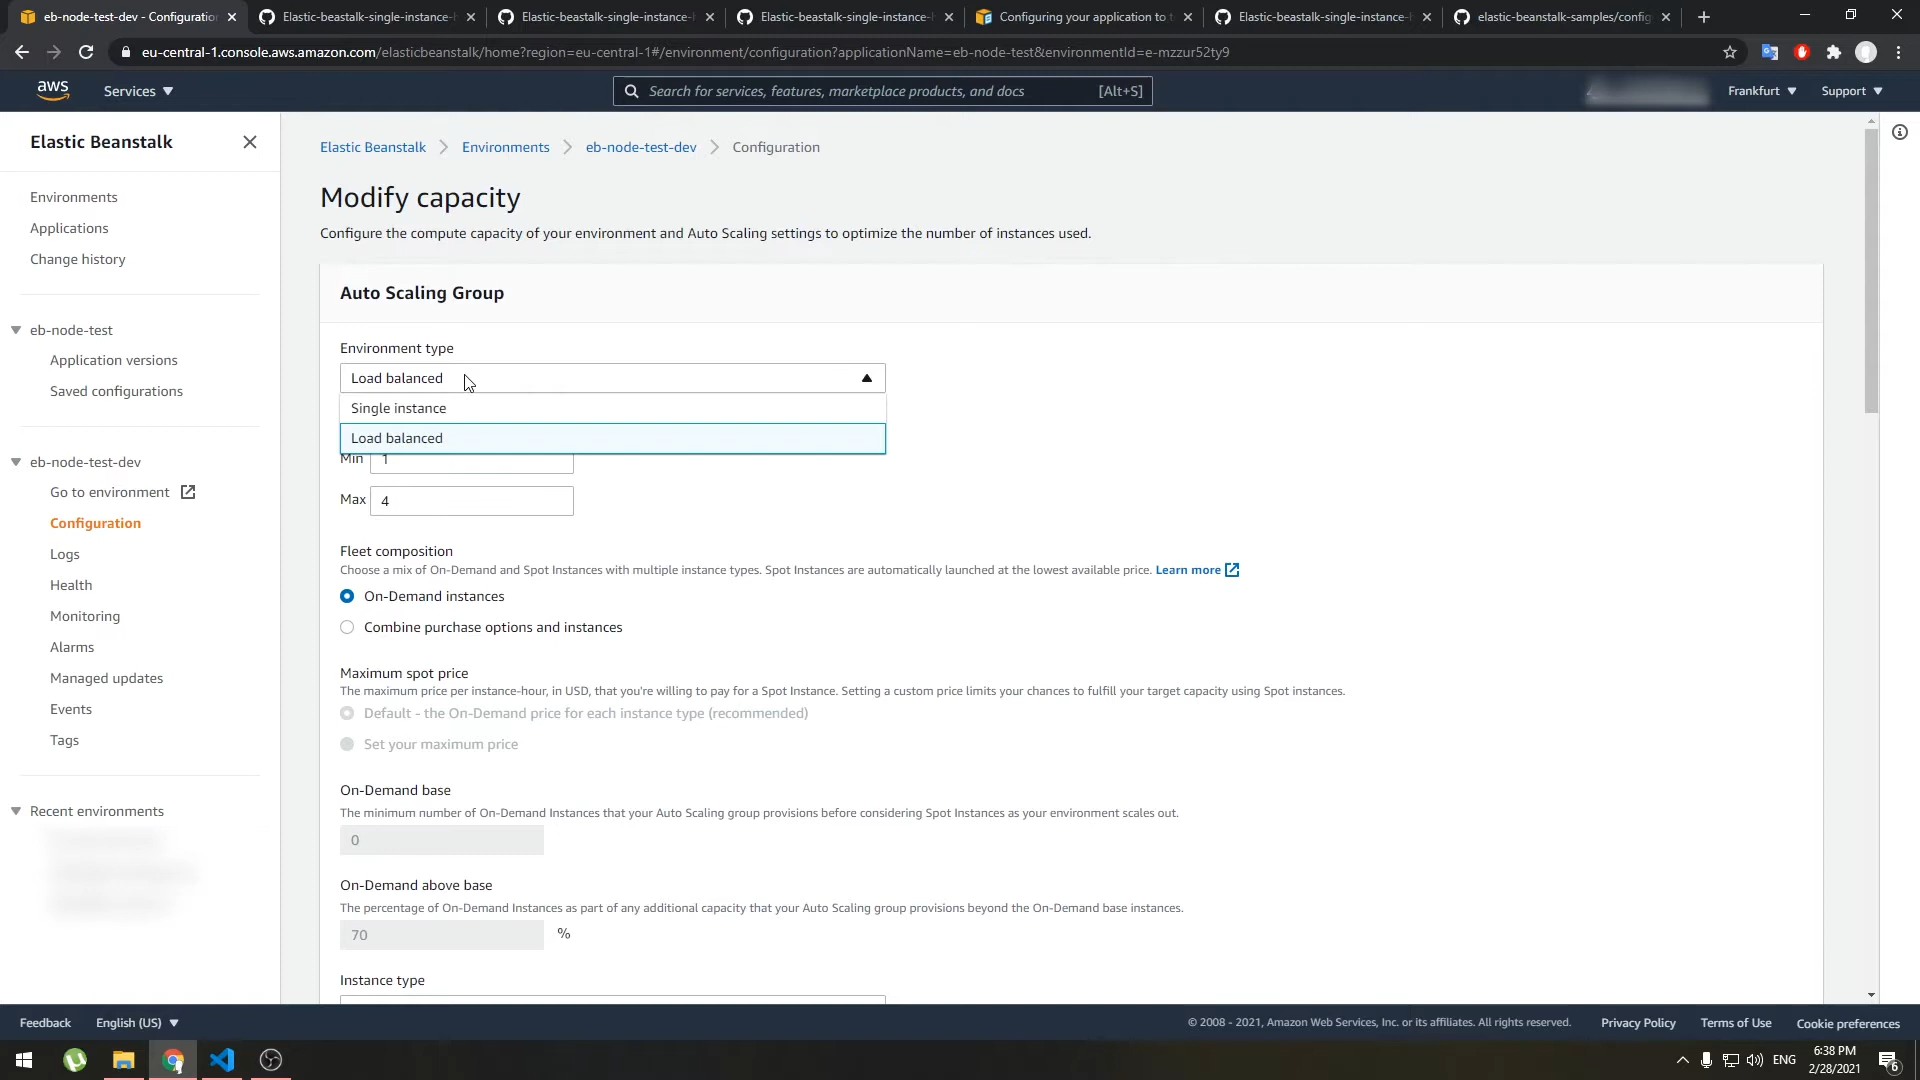 eb-node-test-dev - Configuratio
Elastic-beastalk-single-instance-h
Elastic-beastalk-single-instance-h
Elastic-beastalk-single-instance-h
Configuring your application to t
Elastic-beastalk-single-instance-h
elastic-beanstalk-samples/config
eu-central-1.console.aws.amazon.com/elasticbeanstalk/home?region=eu-central-1#/environment/configuration?applicationName=eb-node-test&environmentId=e-mzzur52ty9
aws
Services
Search for services, features, marketplace products, and docs [Alt+S]
Frankfurt
Support
Elastic Beanstalk
Environments
Applications
Change history
eb-node-test
Application versions
Saved configurations
eb-node-test-dev
Go to environment
Configuration
Logs
Health
Monitoring
Alarms
Managed updates
Events
Tags
Recent environments
Elastic Beanstalk
Environments
eb-node-test-dev
Configuration
Modify capacity
Configure the compute capacity of your environment and Auto Scaling settings to optimize the number of instances used.
Auto Scaling Group
Environment type
Load balanced
Single instance
Load balanced
Min 1
Max 4
Fleet composition
Choose a mix of On-Demand and Spot Instances with multiple instance types. Spot Instances are automatically launched at the lowest available price. Learn more
On-Demand instances
Combine purchase options and instances
Maximum spot price
The maximum price per instance-hour, in USD, that you're willing to pay for a Spot Instance. Setting a custom price limits your chances to fulfill your target capacity using Spot instances.
Default - the On-Demand price for each instance type (recommended)
Set your maximum price
On-Demand base
The minimum number of On-Demand Instances that your Auto Scaling group provisions before considering Spot Instances as your environment scales out.
0
On-Demand above base
The percentage of On-Demand Instances as part of any additional capacity that your Auto Scaling group provisions beyond the On-Demand base instances.
70 %
Instance type
Feedback
English (US)
© 2008 - 2021, Amazon Web Services, Inc. or its affiliates. All rights reserved.
Privacy Policy
Terms of Use
Cookie preferences
ENG
6:38 PM
2/28/2021
6